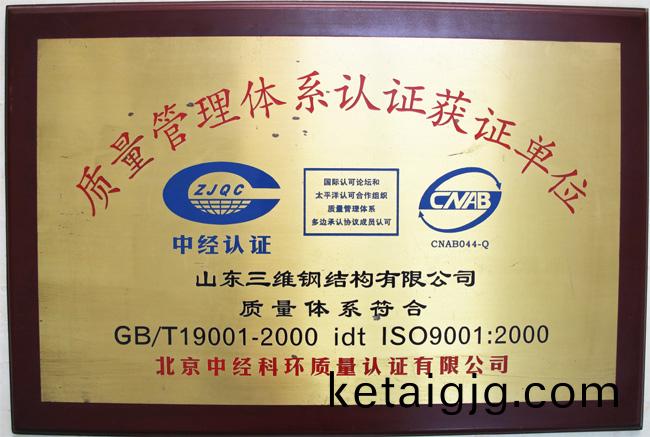 质量管理体系认证获证单位
ZJQC
中经认证
国际认可论坛和
太平洋认可合作组织
质量管理体系
多边承认协议成员认可
CNAB
CNAB044-Q
山东三维钢结构有限公司
质量体系符合
GB/T19001-2000 idt ISO9001:2000
北京中经科环质量认证有限公司
ketaigjg.com